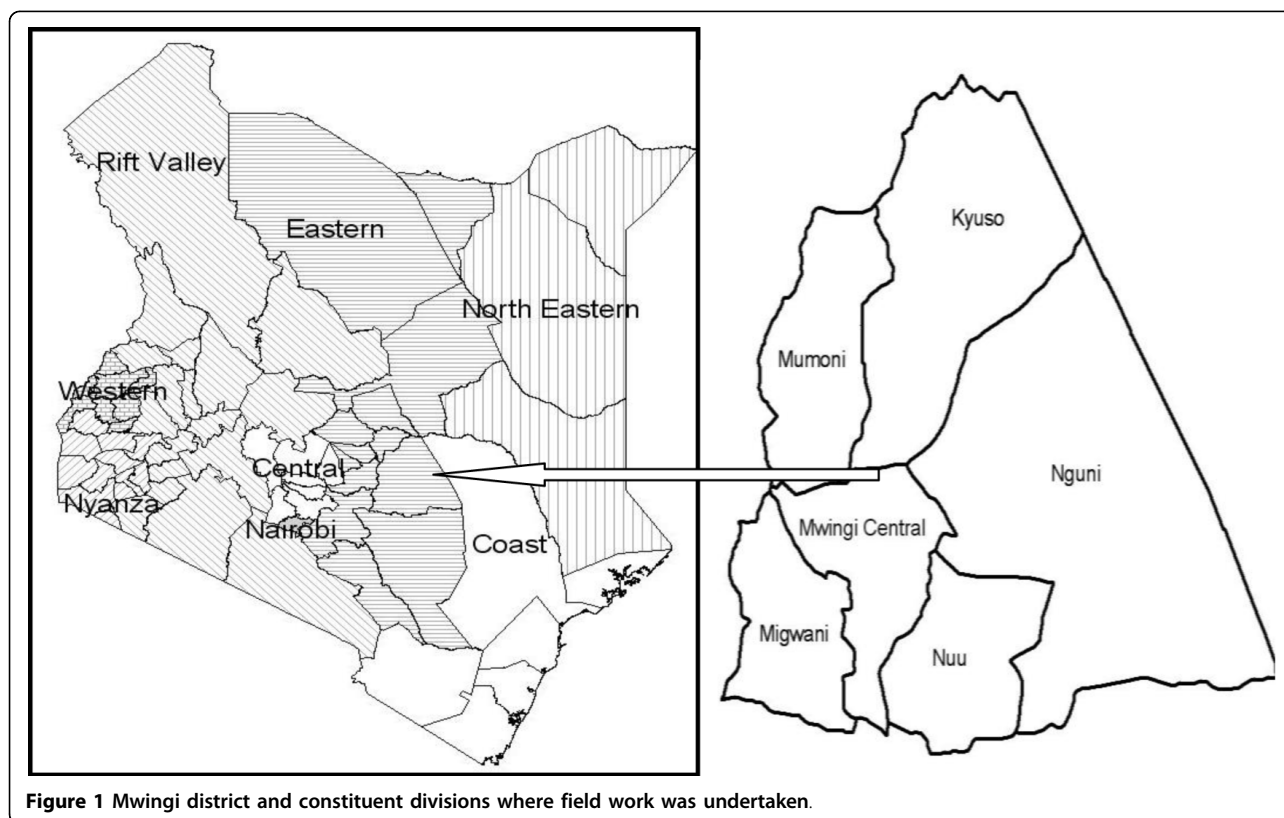 Rift Valley
Eastern
North Eastern
Western
Central
Nyanza
Nairobi
Coast
Kyuso
Mumoni
Nguni
Mwingi Central
Migwani
Nuu
Figure 1 Mwingi district and constituent divisions where field work was undertaken.